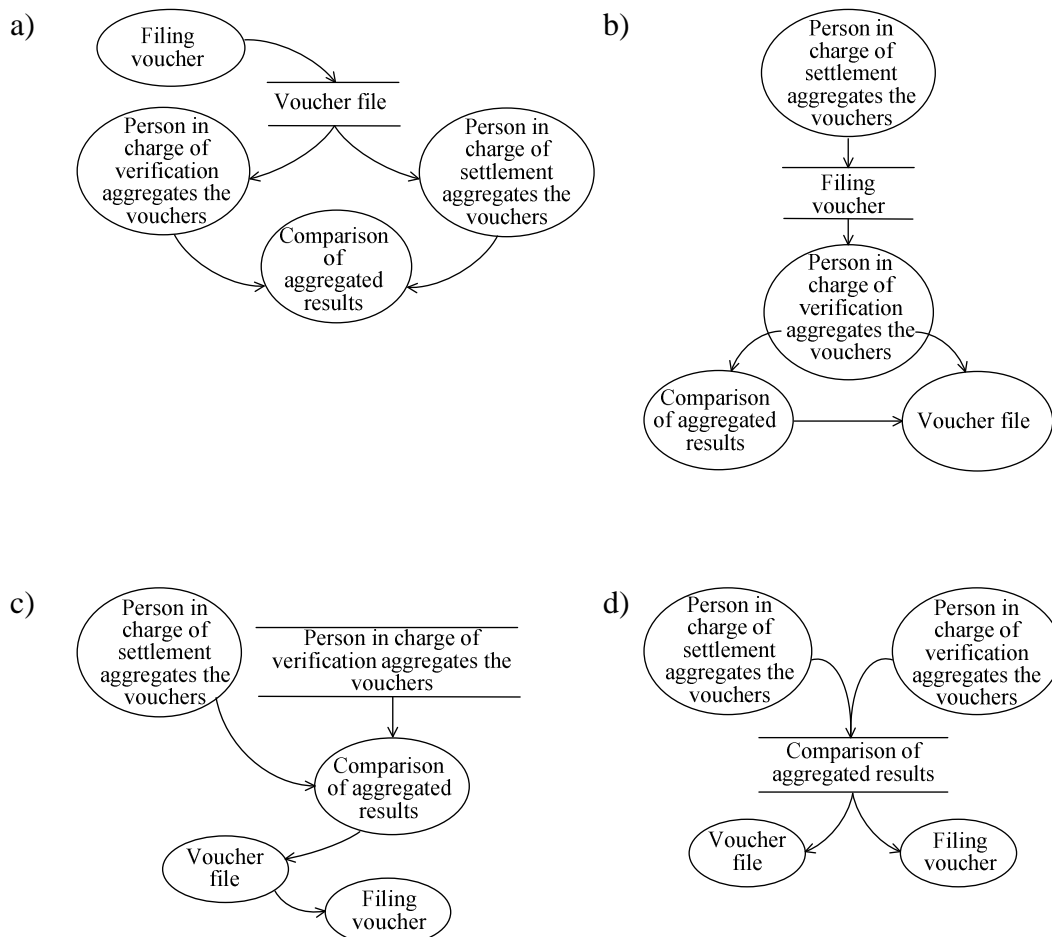 a)
Filing
voucher
Voucher file
Person in
charge of
verification
aggregates the
vouchers
Person in
charge of
settlement
aggregates the
vouchers
Comparison
of
aggregated
results
b)
Person in
charge of
settlement
aggregates the
vouchers
Filing
voucher
Person in
charge of
verification
aggregates the
vouchers
Comparison
of aggregated
results
Voucher file
c)
Person in
charge of
settlement
aggregates the
vouchers
Person in charge of
verification aggregates the
vouchers
Comparison
of aggregated
results
Voucher
file
Filing
voucher
d)
Person in
charge of
settlement
aggregates the
vouchers
Person in
charge of
verification
aggregates the
vouchers
Comparison of
aggregated results
Voucher
file
Filing
voucher